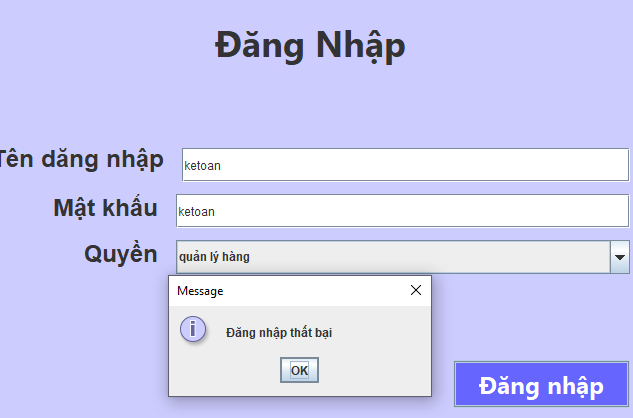 Đăng Nhập
Tên dăng nhập
ketoan
Mật khấu
ketoan
Quyền
quản lý hàng
Message
i
Đăng nhập thất bại
OK
Đăng nhập